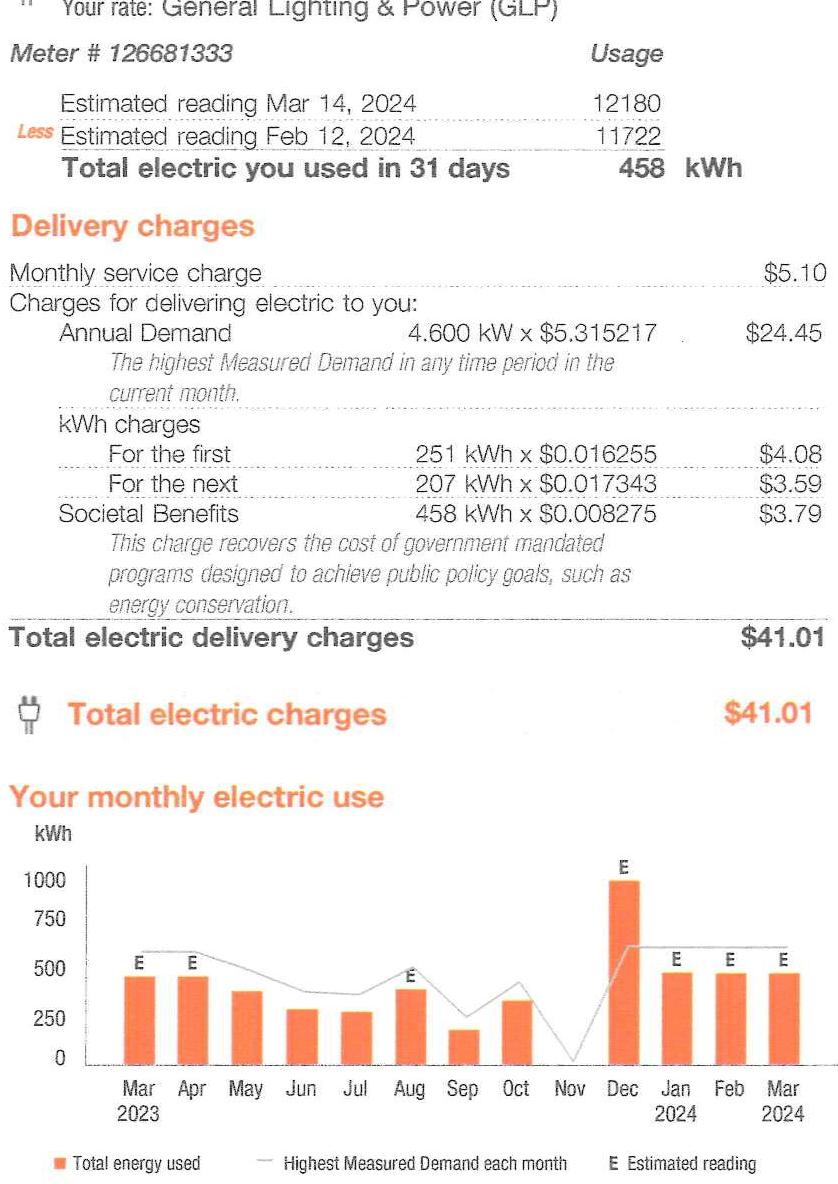 Your rate: General Lighting & Power (GLP)
Meter # 126681333 Usage
Estimated reading Mar 14, 2024 12180
Less Estimated reading Feb 12, 2024 11722
Total electric you used in 31 days 458 kWh
Delivery charges
Monthly service charge $5.10
Charges for delivering electric to you:
Annual Demand 4.600 kW x $5.315217 $24.45
The highest Measured Demand in any time period in the
current month.
kWh charges
For the first 251 kWh x $0.016255 $4.08
For the next 207 kWh x $0.017343 $3.59
Societal Benefits 458 kWh x $0.008275 $3.79
This charge recovers the cost of government mandated
programs designed to achieve public policy goals, such as
energy conservation.
Total electric delivery charges $41.01
Total electric charges $41.01
Your monthly electric use
kWh
E
1000
750
E E E E E E
500
250
0
Mar Apr May Jun Jul Aug Sep Oct Nov Dec Jan Feb Mar
2023 2024 2024
Total energy used Highest Measured Demand each month E Estimated reading